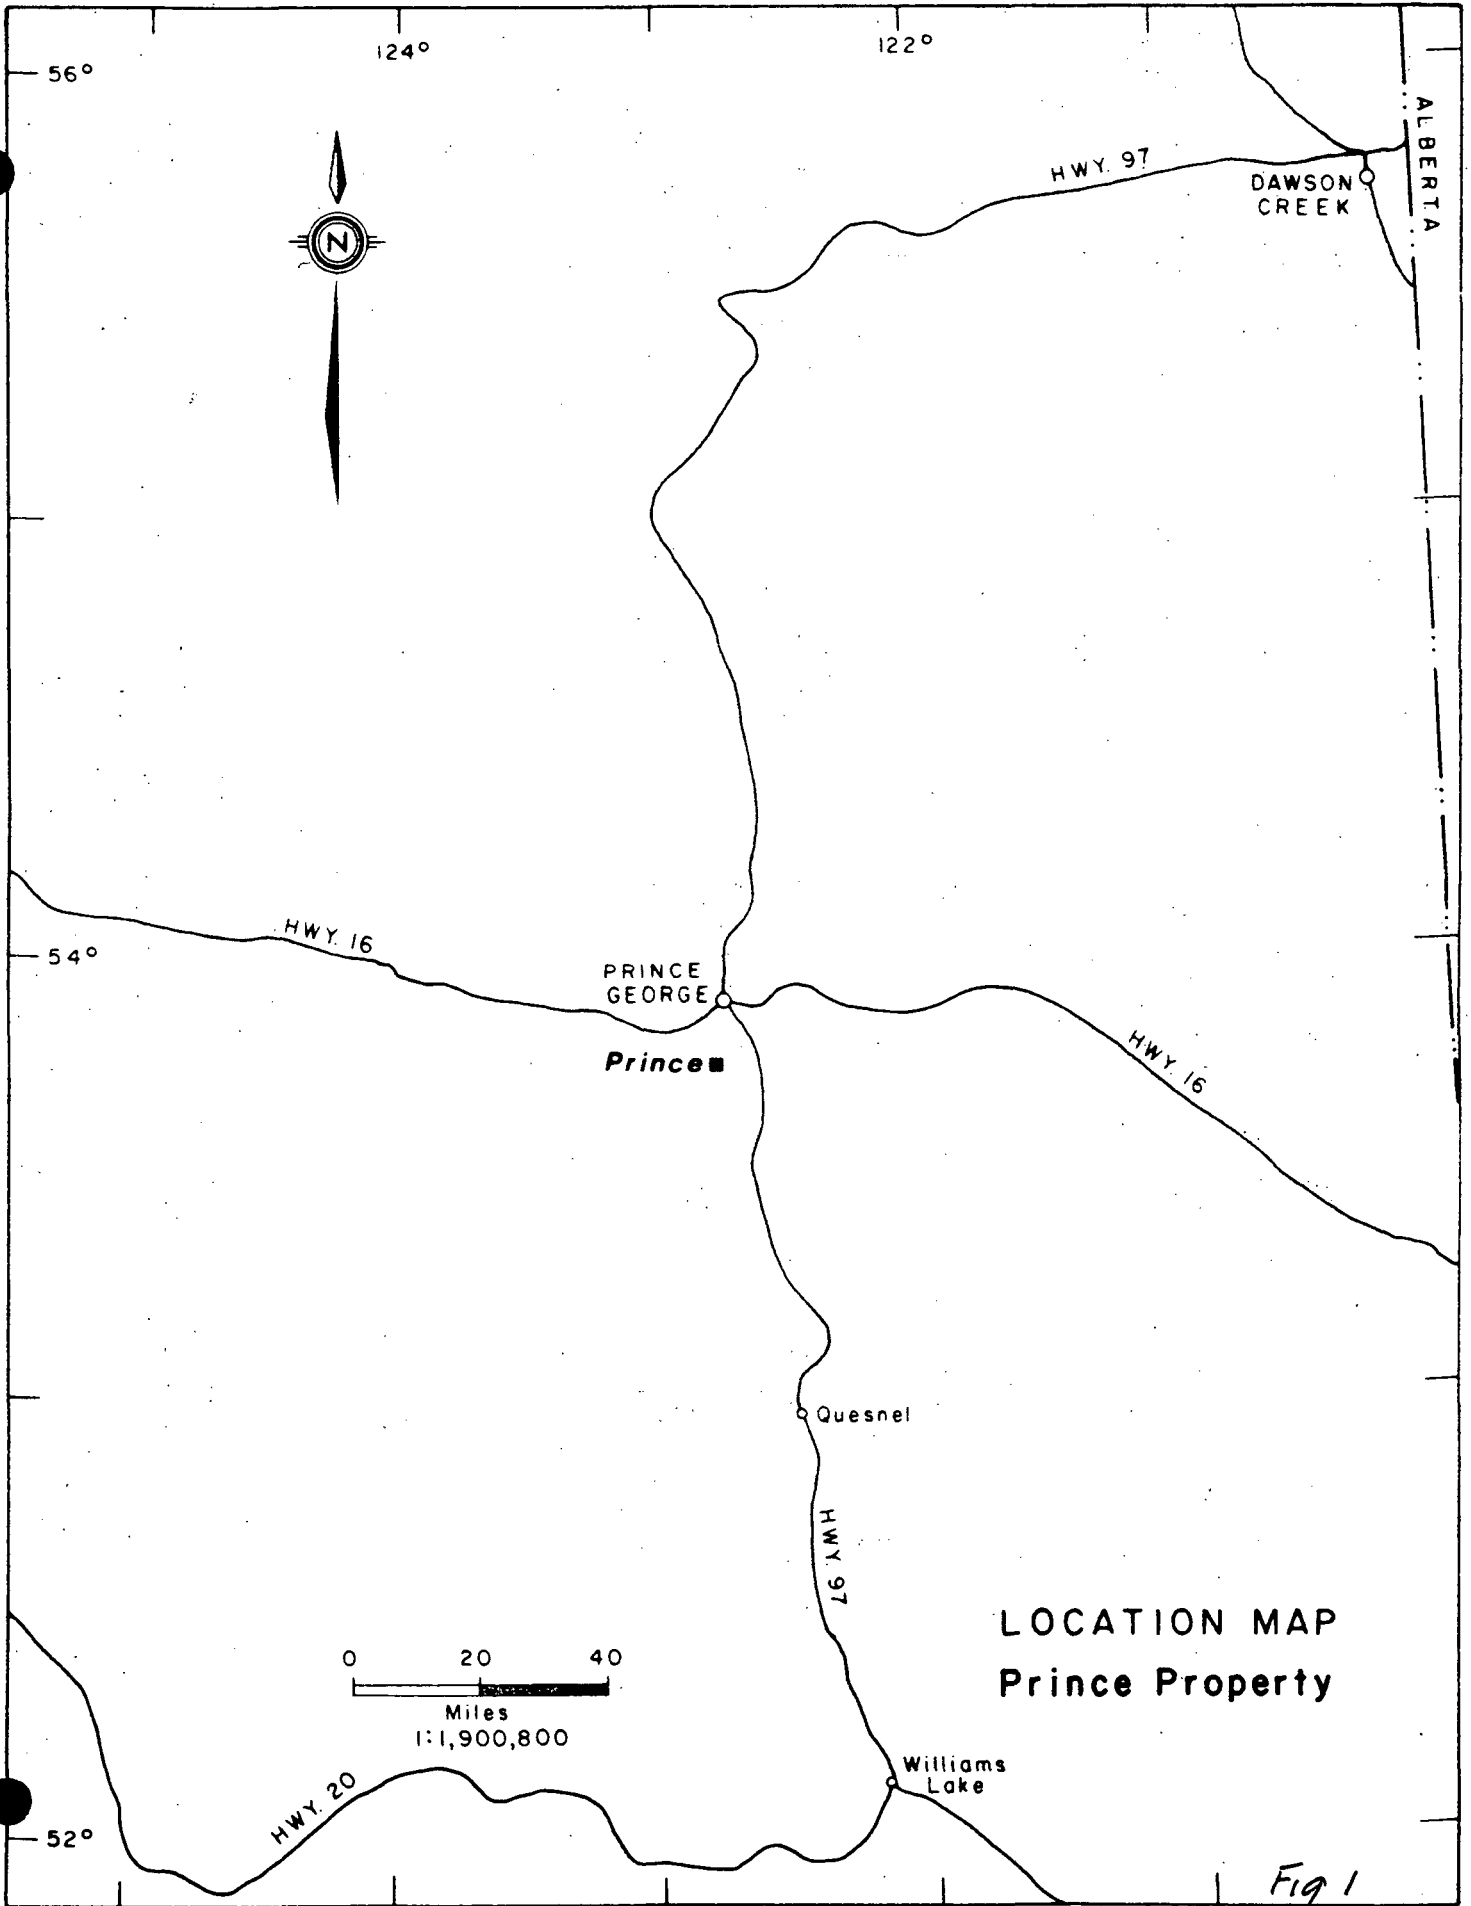 124°
122°
56°
ALBERTA
HWY. 97
DAWSON
CREEK
N
HWY. 16
54°
PRINCE
GEORGE
Prince
HWY. 16
Quesnel
HWY. 97
LOCATION MAP
Prince Property
0 20 40
Miles
1:1,900,800
Williams
Lake
HWY. 20
52°
Fig 1